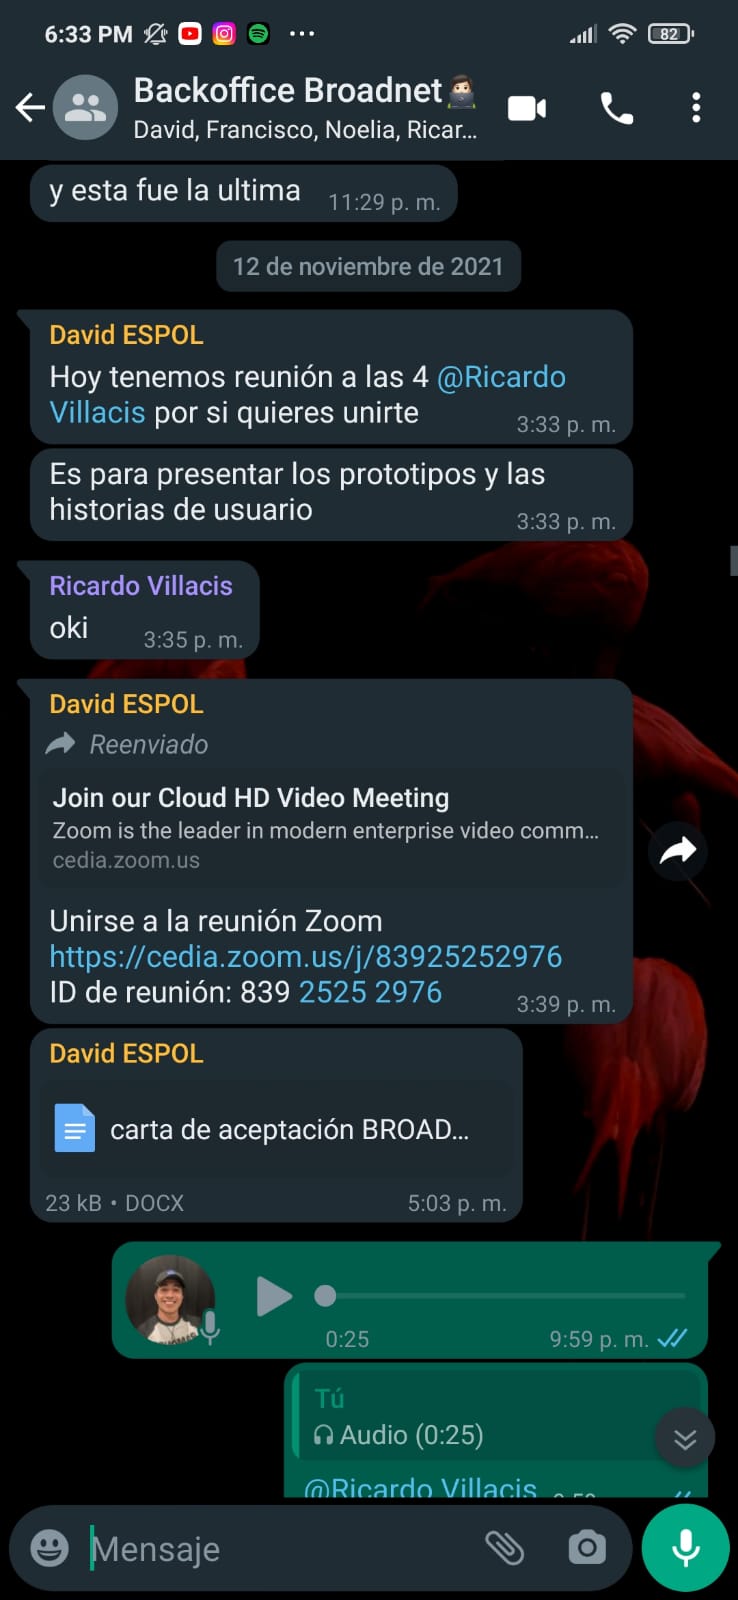 6:33 PM
82
Backoffice Broadnet
David, Francisco, Noelia, Ricar...
y esta fue la ultima
11:29 p. m.
12 de noviembre de 2021
David ESPOL
Hoy tenemos reunión a las 4 @Ricardo
Villacis por si quieres unirte
3:33 p. m.
Es para presentar los prototipos y las
historias de usuario
3:33 p. m.
Ricardo Villacis
oki
3:35 p. m.
David ESPOL
Reenviado
Join our Cloud HD Video Meeting
Zoom is the leader in modern enterprise video comm...
cedia.zoom.us
Unirse a la reunión Zoom
https://cedia.zoom.us/j/83925252976
ID de reunión: 839 2525 2976
3:39 p. m.
David ESPOL
carta de aceptación BROAD...
23 kB • DOCX
5:03 p. m.
0:25
9:59 p. m.
Tú
Audio (0:25)
@Ricardo Villacis
Mensaje